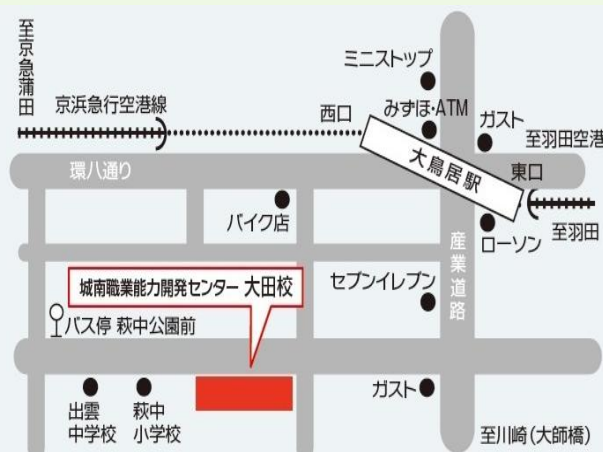 至京急蒲田
京浜急行空港線
西口
ミニストップ
みずほ・ATM
ガスト
至羽田空港
大鳥居駅
東口
環八通り
バイク店
ローソン
至羽田
産業道路
城南職業能力開発センター 大田校
セブンイレブン
バス停 萩中公園前
出雲
中学校
萩中
小学校
ガスト
至川崎(大師橋)